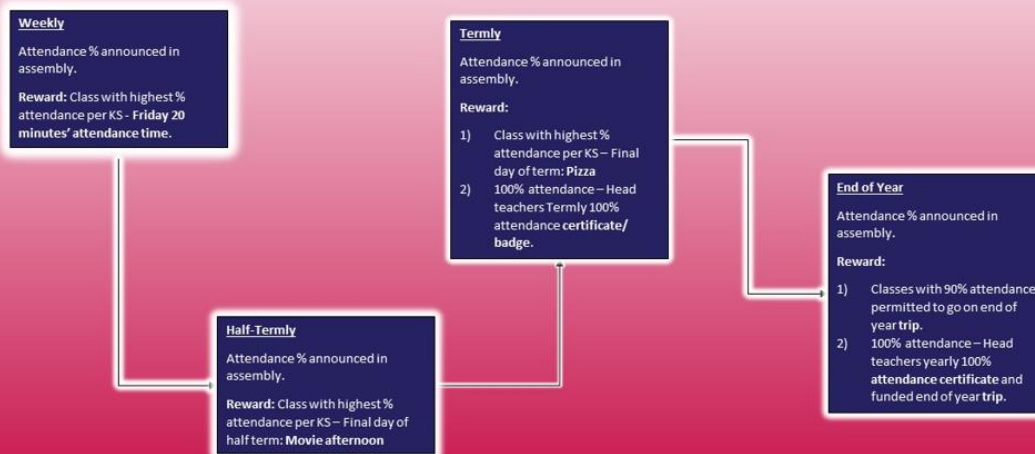 Weekly
Attendance % announced in
assembly.
Reward: Class with highest %
attendance per KS - Friday 20
minutes' attendance time.
Half-Termly
Attendance % announced in
assembly.
Reward: Class with highest %
attendance per KS – Final day of
half term: Movie afternoon
Termly
Attendance % announced in
assembly.
Reward:
1) Class with highest %
attendance per KS – Final
day of term: Pizza
2) 100% attendance – Head
teachers Termly 100%
attendance certificate/
badge.
End of Year
Attendance % announced in
assembly.
Reward:
1) Classes with 90% attendance
permitted to go on end of
year trip.
2) 100% attendance – Head
teachers yearly 100%
attendance certificate and
funded end of year trip.